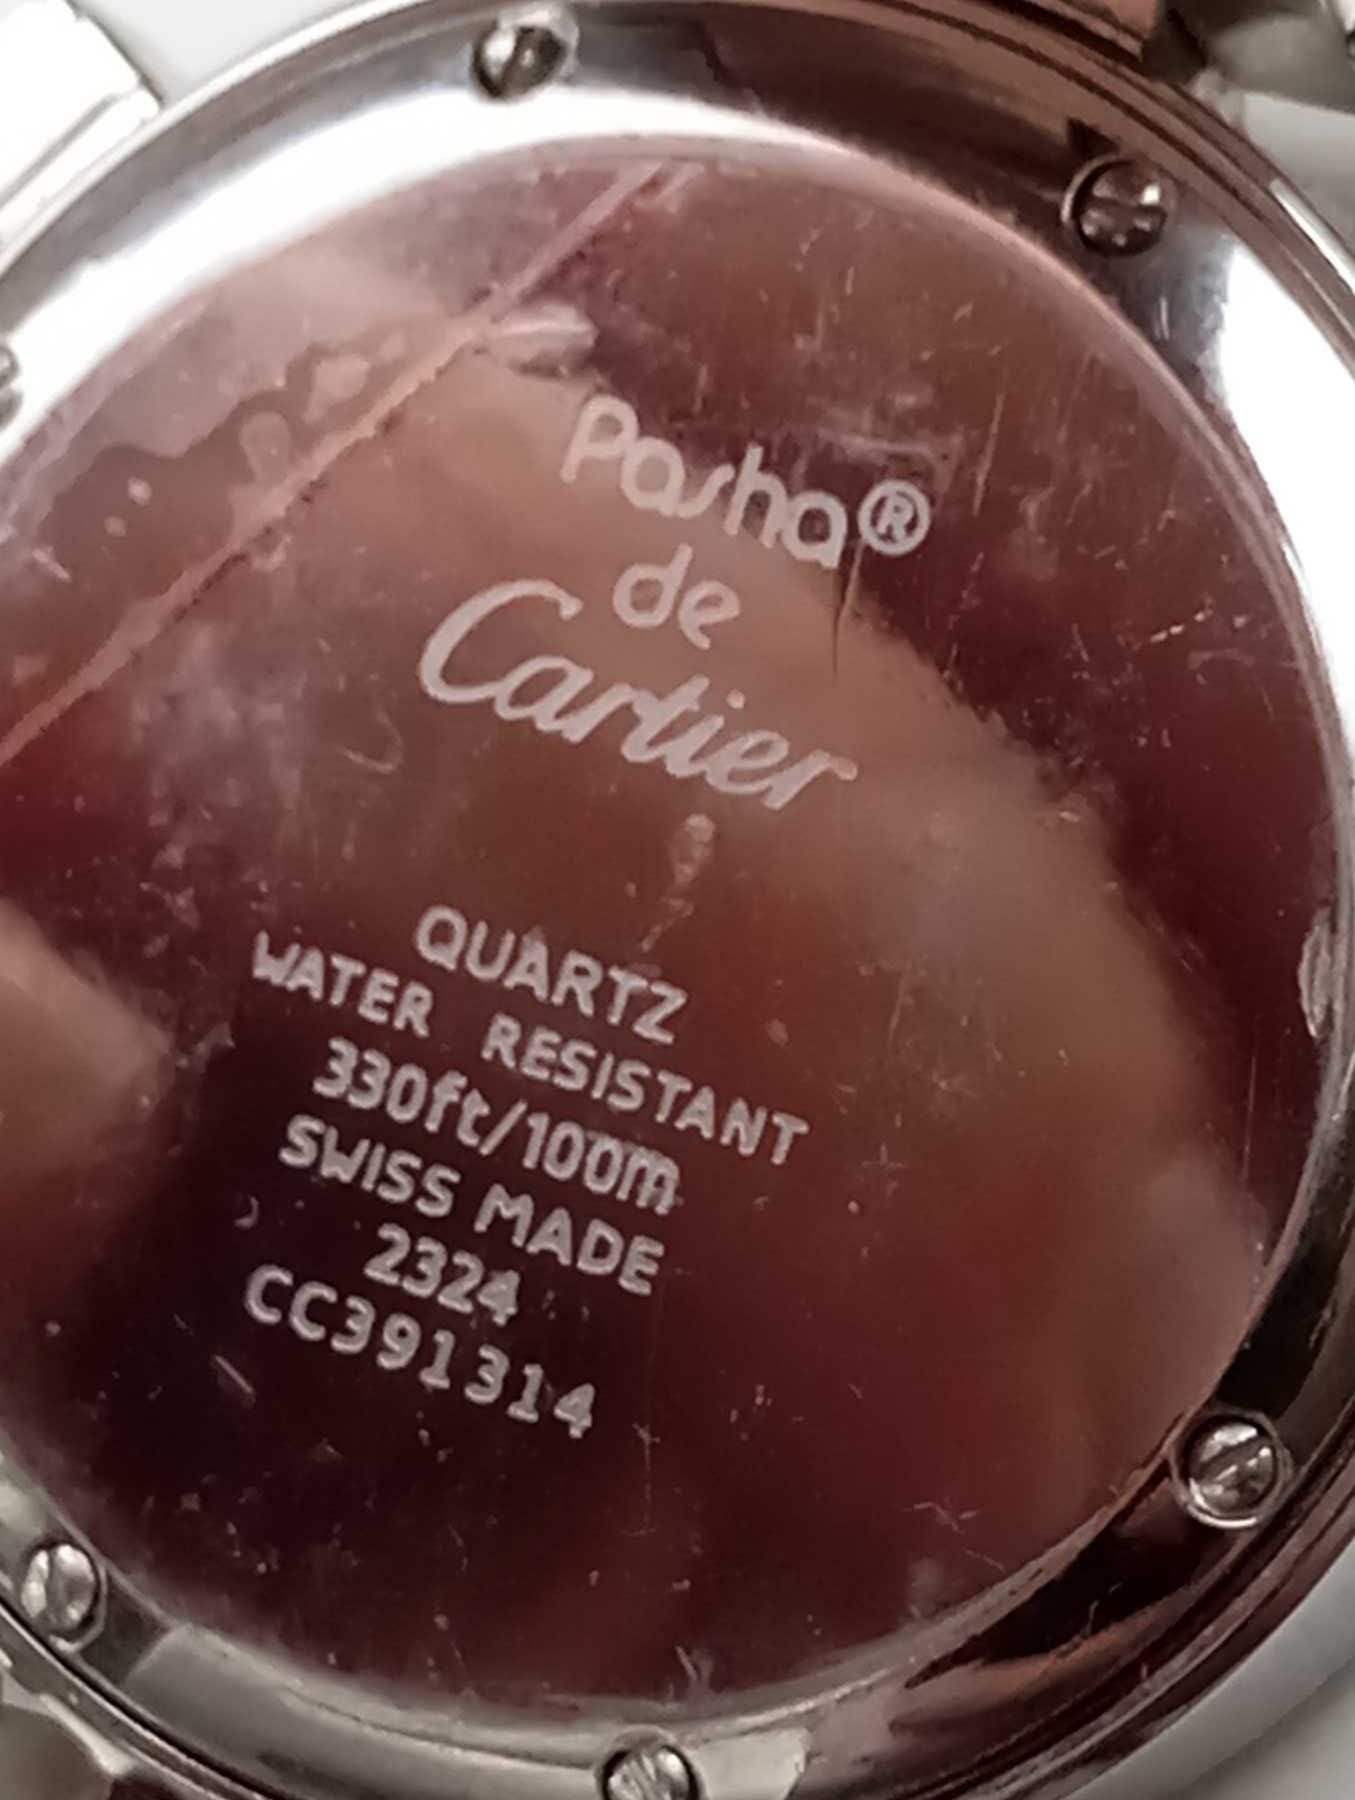 Pasha®
de
Cartier
QUARTZ
WATER RESISTANT
330ft/100m
SWISS MADE
2324
CC391314